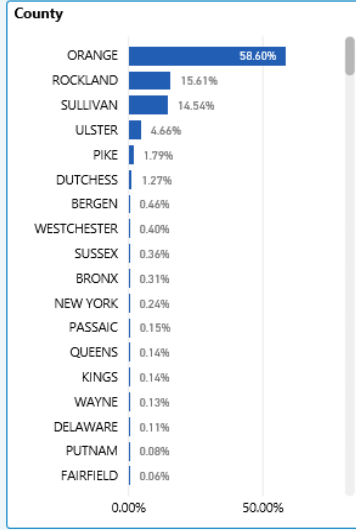 County
ORANGE 58.60%
ROCKLAND 15.61%
SULLIVAN 14.54%
ULSTER 4.66%
PIKE 1.79%
DUTCHESS 1.27%
BERGEN 0.46%
WESTCHESTER 0.40%
SUSSEX 0.36%
BRONX 0.31%
NEW YORK 0.24%
PASSAIC 0.15%
QUEENS 0.14%
KINGS 0.14%
WAYNE 0.13%
DELAWARE 0.11%
PUTNAM 0.08%
FAIRFIELD 0.06%
0.00% 50.00%